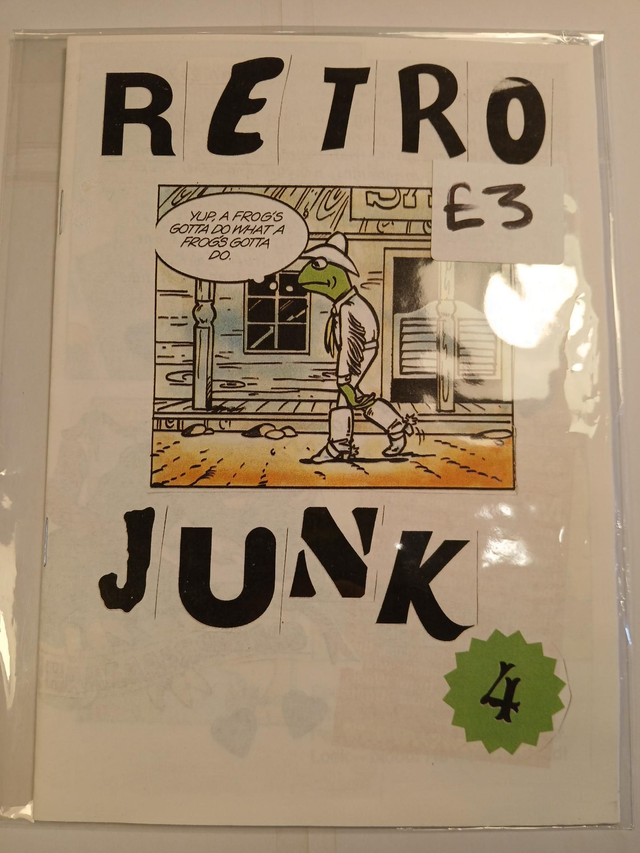 RETRO
£3
YUP, A FROG'S
GOTTA DO WHAT A
FROG'S GOTTA
DO.
JUNK
4